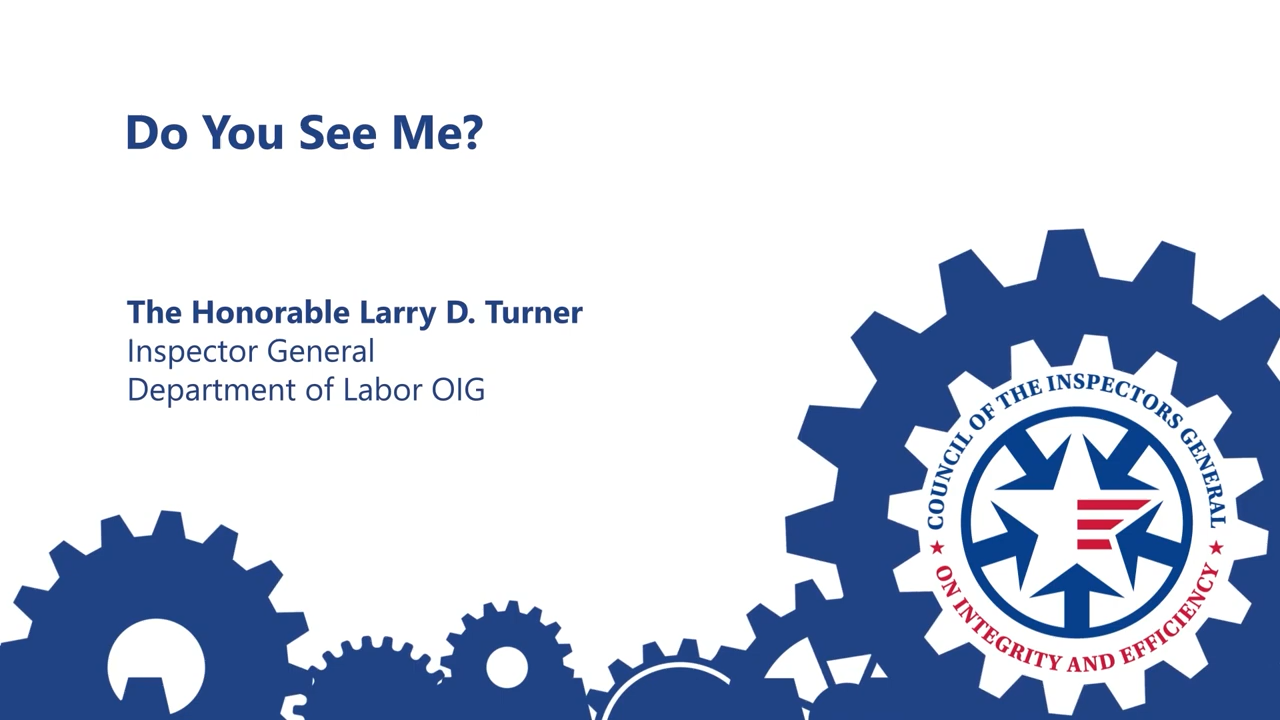 Do You See Me?
The Honorable Larry D. Turner
Inspector General
Department of Labor OIG
COUNCIL OF THE INSPECTORS GENERAL
ON INTEGRITY AND EFFICIENCY